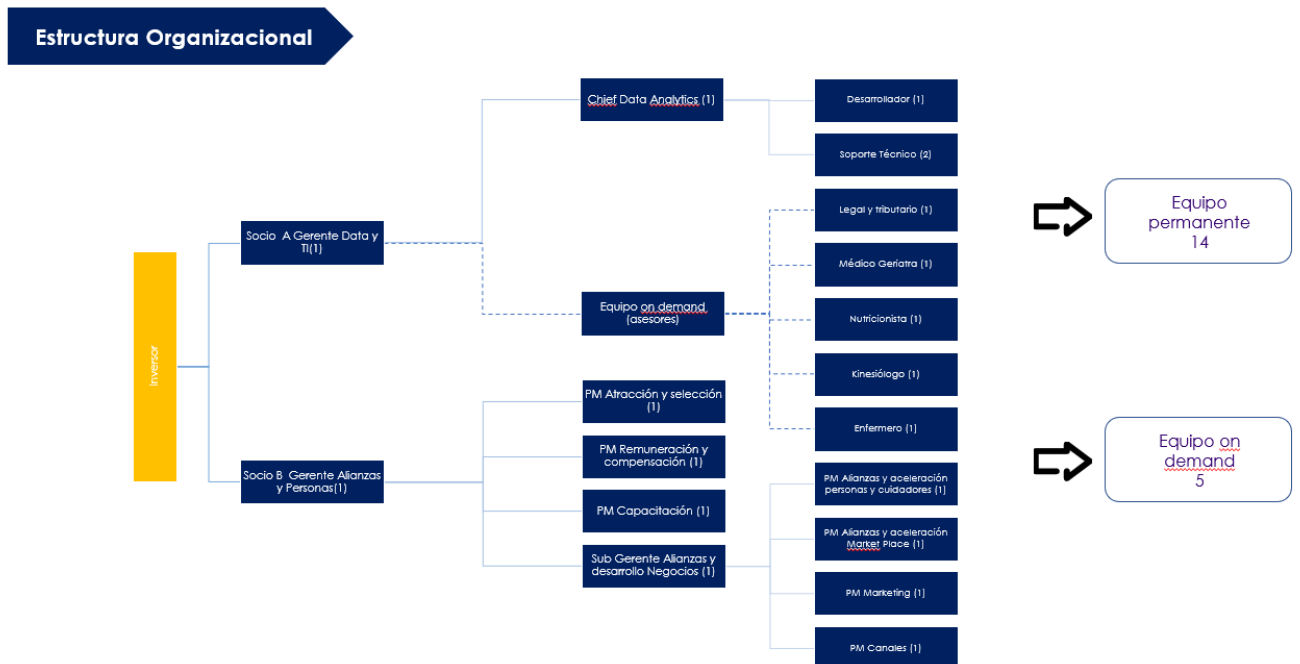 Estructura Organizacional
Chief Data Analytics (1)
Desarrollador (1)
Soporte Técnico (2)
Legal y tributario (1)
Médico Geriatra (1)
Nutricionista (1)
Kinesiólogo (1)
Enfermero (1)
Socio A Gerente Data y
TI(1)
Equipo on demand
(asesores)
Inversor
Socio B Gerente Alianzas
y Personas(1)
PM Atracción y selección
(1)
PM Remuneración y
compensación (1)
PM Capacitación (1)
Sub Gerente Alianzas y
desarrollo Negocios (1)
PM Alianzas y aceleración
personas y cuidadores (1)
PM Alianzas y aceleración
Market Place (1)
PM Marketing (1)
PM Canales (1)
Equipo
permanente
14
Equipo on
demand
5